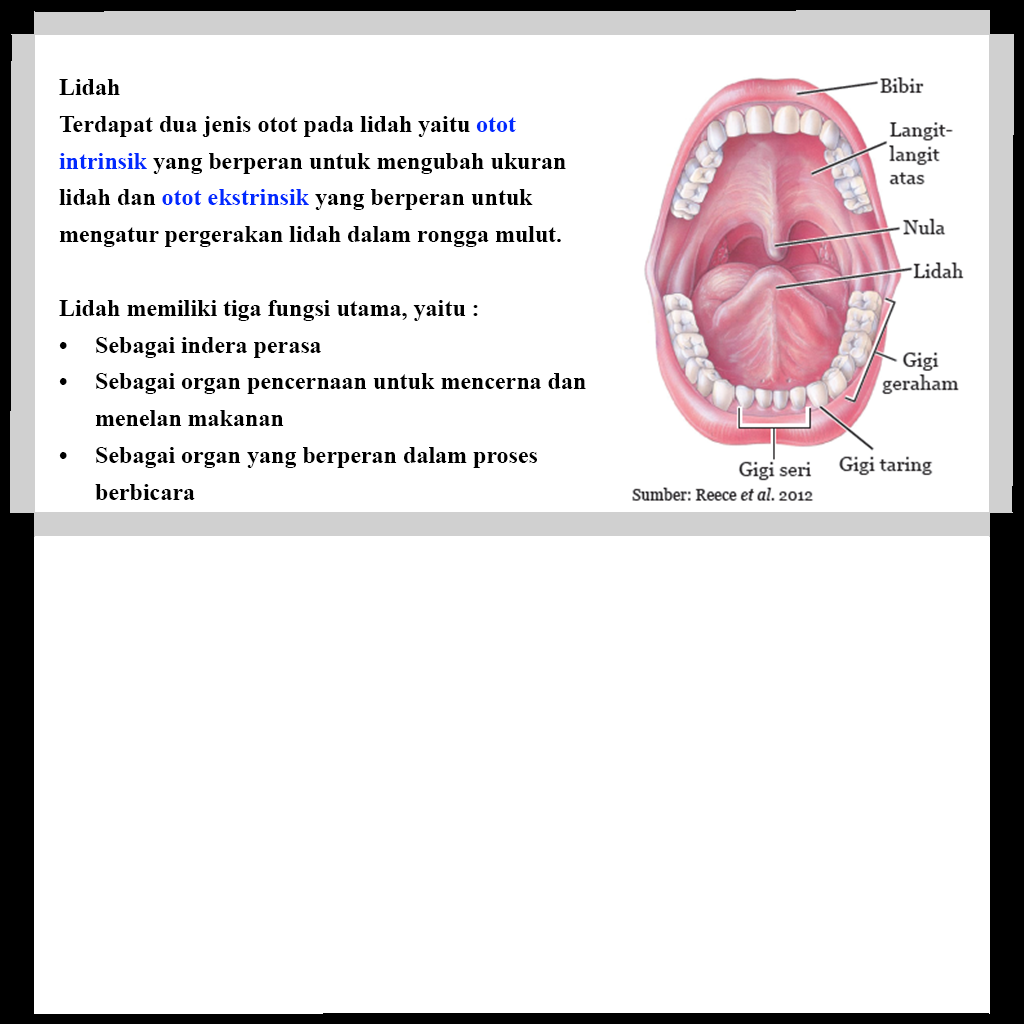 Lidah
Terdapat dua jenis otot pada lidah yaitu otot
intrinsik yang berperan untuk mengubah ukuran
lidah dan otot ekstrinsik yang berperan untuk
mengatur pergerakan lidah dalam rongga mulut.
Lidah memiliki tiga fungsi utama, yaitu :
• Sebagai indera perasa
• Sebagai organ pencernaan untuk mencerna dan
menelan makanan
• Sebagai organ yang berperan dalam proses
berbicara
Bibir
Langit-
langit
atas
Nula
Lidah
Gigi
geraham
Gigi taring
Gigi seri
Sumber: Reece et al. 2012